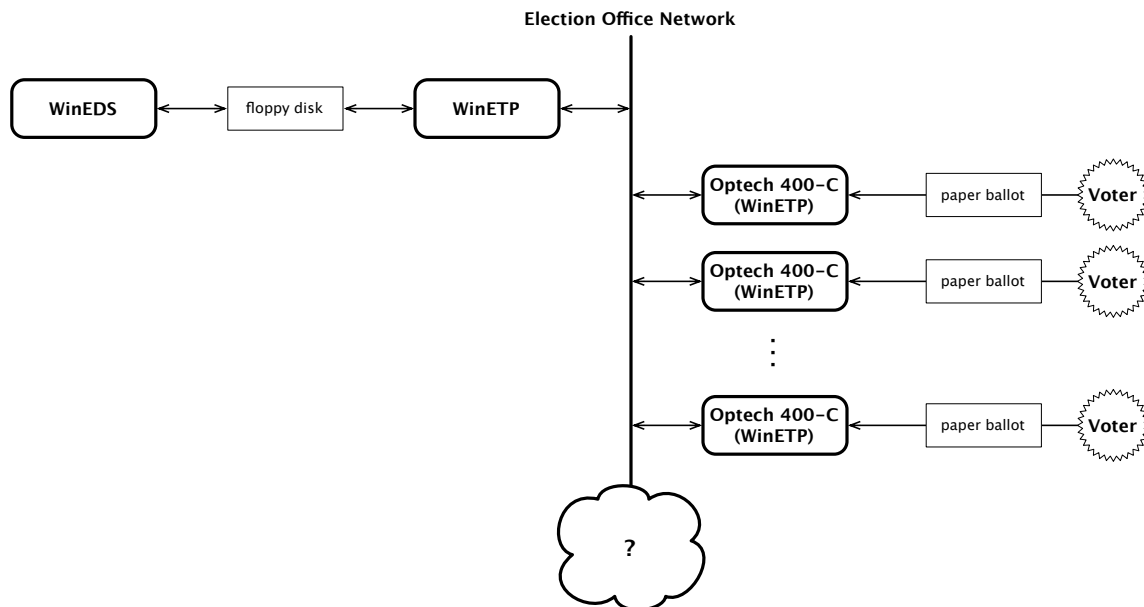 Election Office Network
WinEDS
floppy disk
WinETP
Optech 400-C
(WinETP)
paper ballot
Voter
Optech 400-C
(WinETP)
paper ballot
Voter
Optech 400-C
(WinETP)
paper ballot
Voter
?